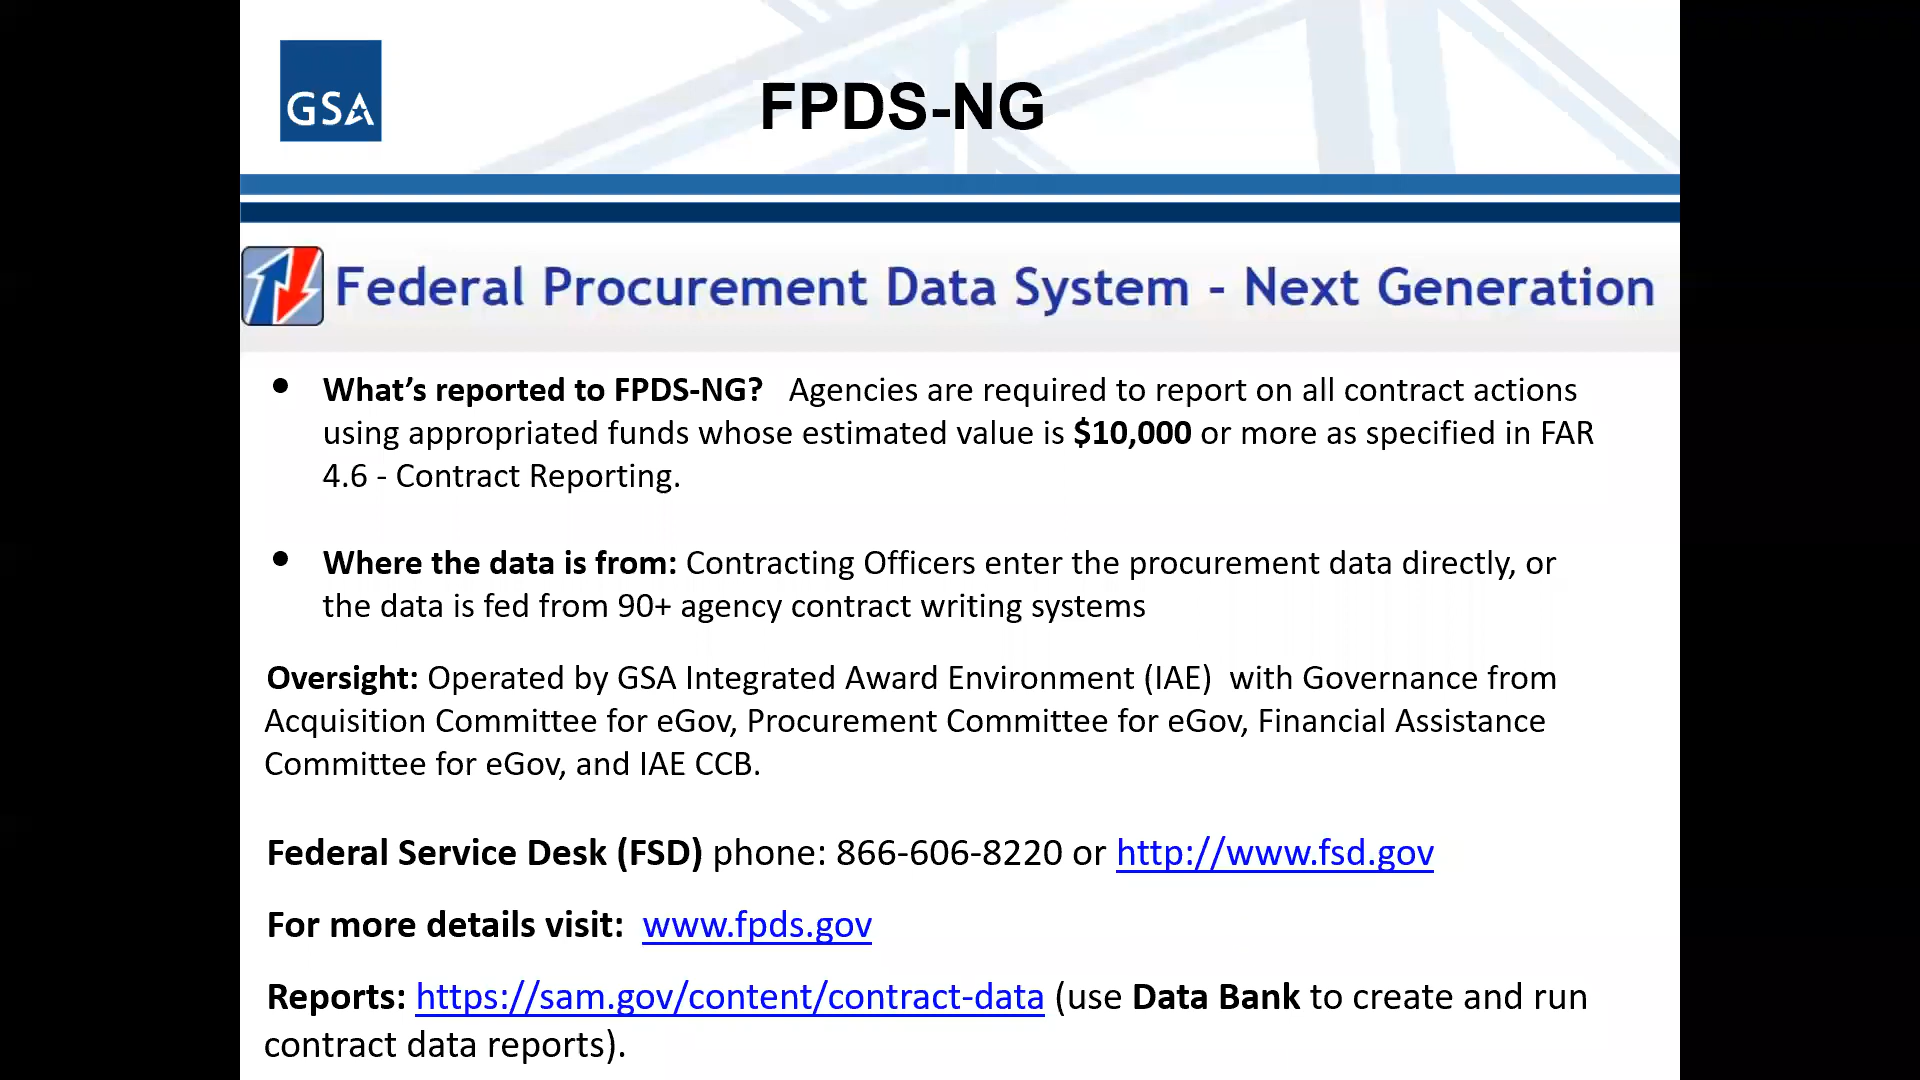 GSA
FPDS-NG
Federal Procurement Data System - Next Generation
• What’s reported to FPDS-NG? Agencies are required to report on all contract actions
using appropriated funds whose estimated value is $10,000 or more as specified in FAR
4.6 - Contract Reporting.
• Where the data is from: Contracting Officers enter the procurement data directly, or
the data is fed from 90+ agency contract writing systems
Oversight: Operated by GSA Integrated Award Environment (IAE) with Governance from
Acquisition Committee for eGov, Procurement Committee for eGov, Financial Assistance
Committee for eGov, and IAE CCB.
Federal Service Desk (FSD) phone: 866-606-8220 or http://www.fsd.gov
For more details visit: www.fpds.gov
Reports: https://sam.gov/content/contract-data (use Data Bank to create and run
contract data reports).